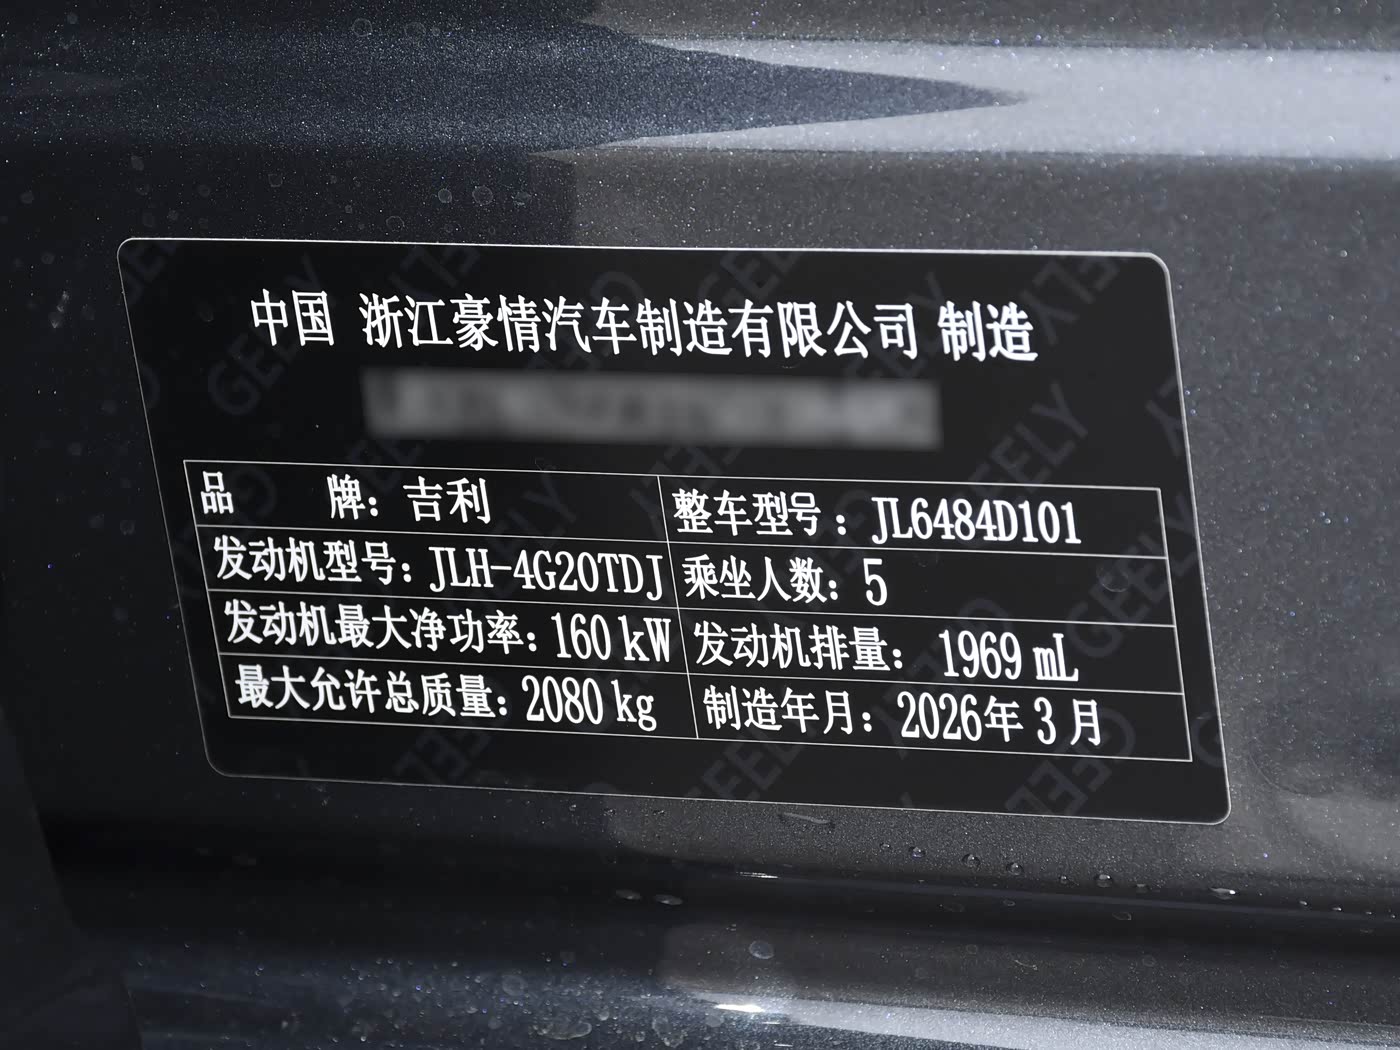 中国 浙江豪情汽车制造有限公司 制造
品 牌：吉利 整车型号：JL6484D101
发动机型号：JLH-4G20TDJ 乘坐人数：5
发动机最大净功率：160 kW 发动机排量： 1969 mL
最大允许总质量：2080 kg 制造年月：2026年 3 月